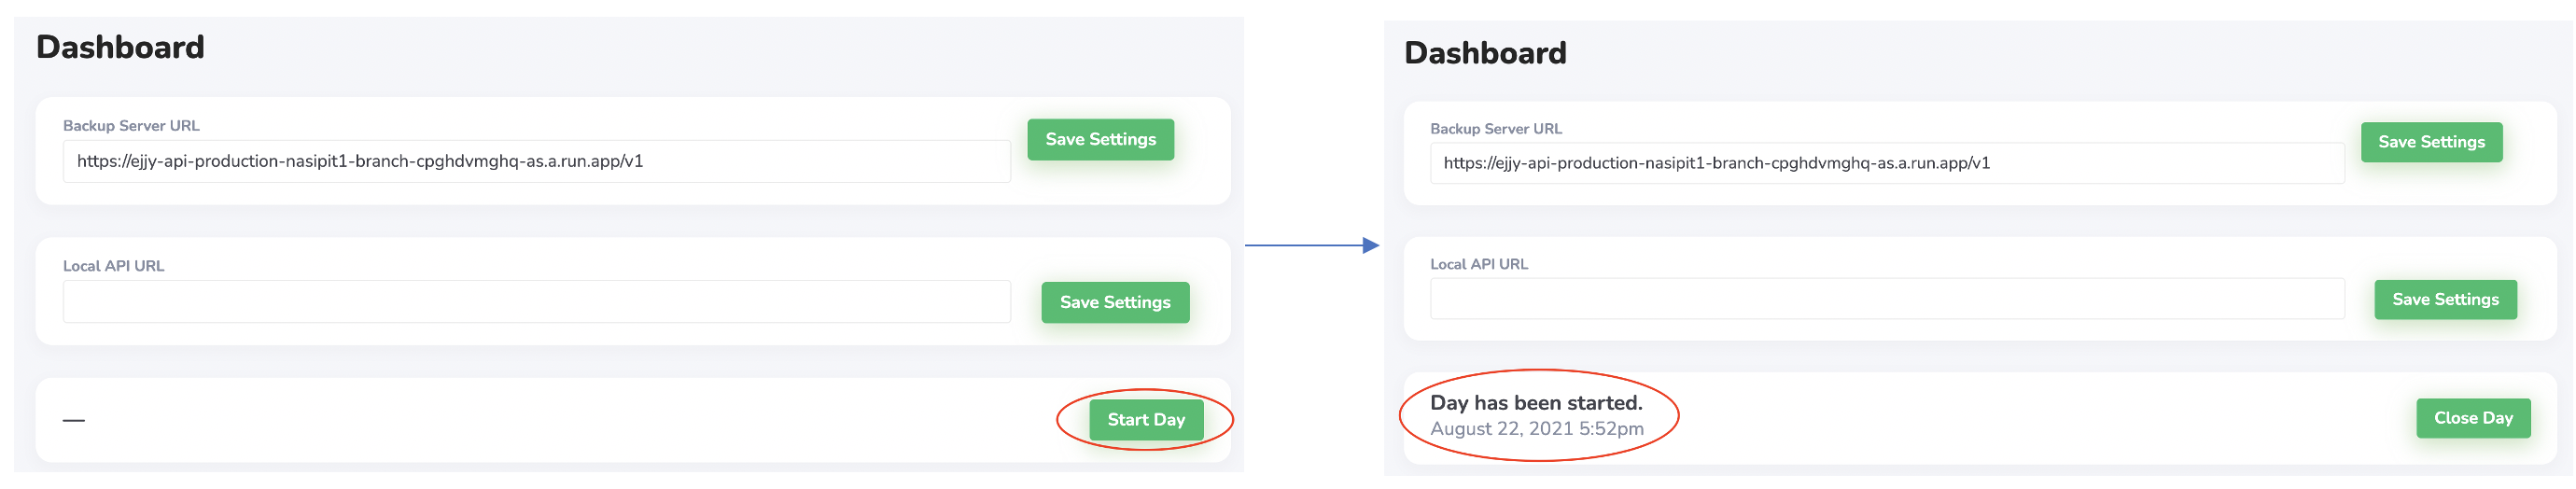 Dashboard
Backup Server URL
Save Settings
https://ejjy-api-production-nasipit1-branch-cpghdvmghq-as.a.run.app/v1
Local API URL
Save Settings
—
Start Day
Dashboard
Backup Server URL
Save Settings
https://ejjy-api-production-nasipit1-branch-cpghdvmghq-as.a.run.app/v1
Local API URL
Save Settings
Day has been started.
August 22, 2021 5:52pm
Close Day